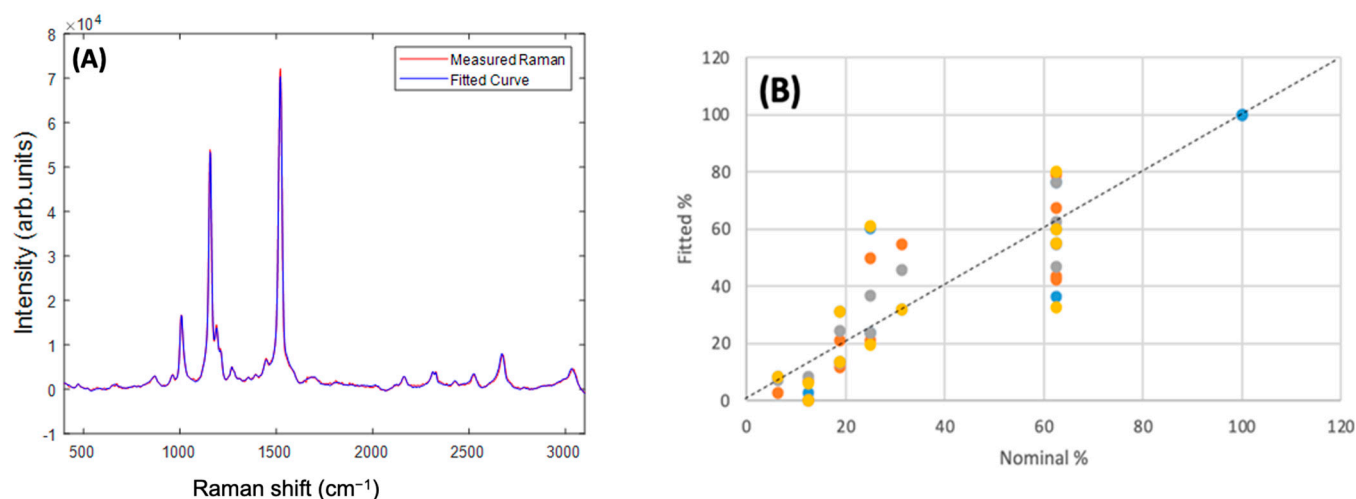 ×10⁴
(A)
Measured Raman
Fitted Curve
8
7
6
5
4
3
2
1
0
-1
Intensity (arb.units)
500 1000 1500 2000 2500 3000
Raman shift (cm⁻¹)
(B)
120
100
80
60
40
20
0
Fitted %
0 20 40 60 80 100 120
Nominal %